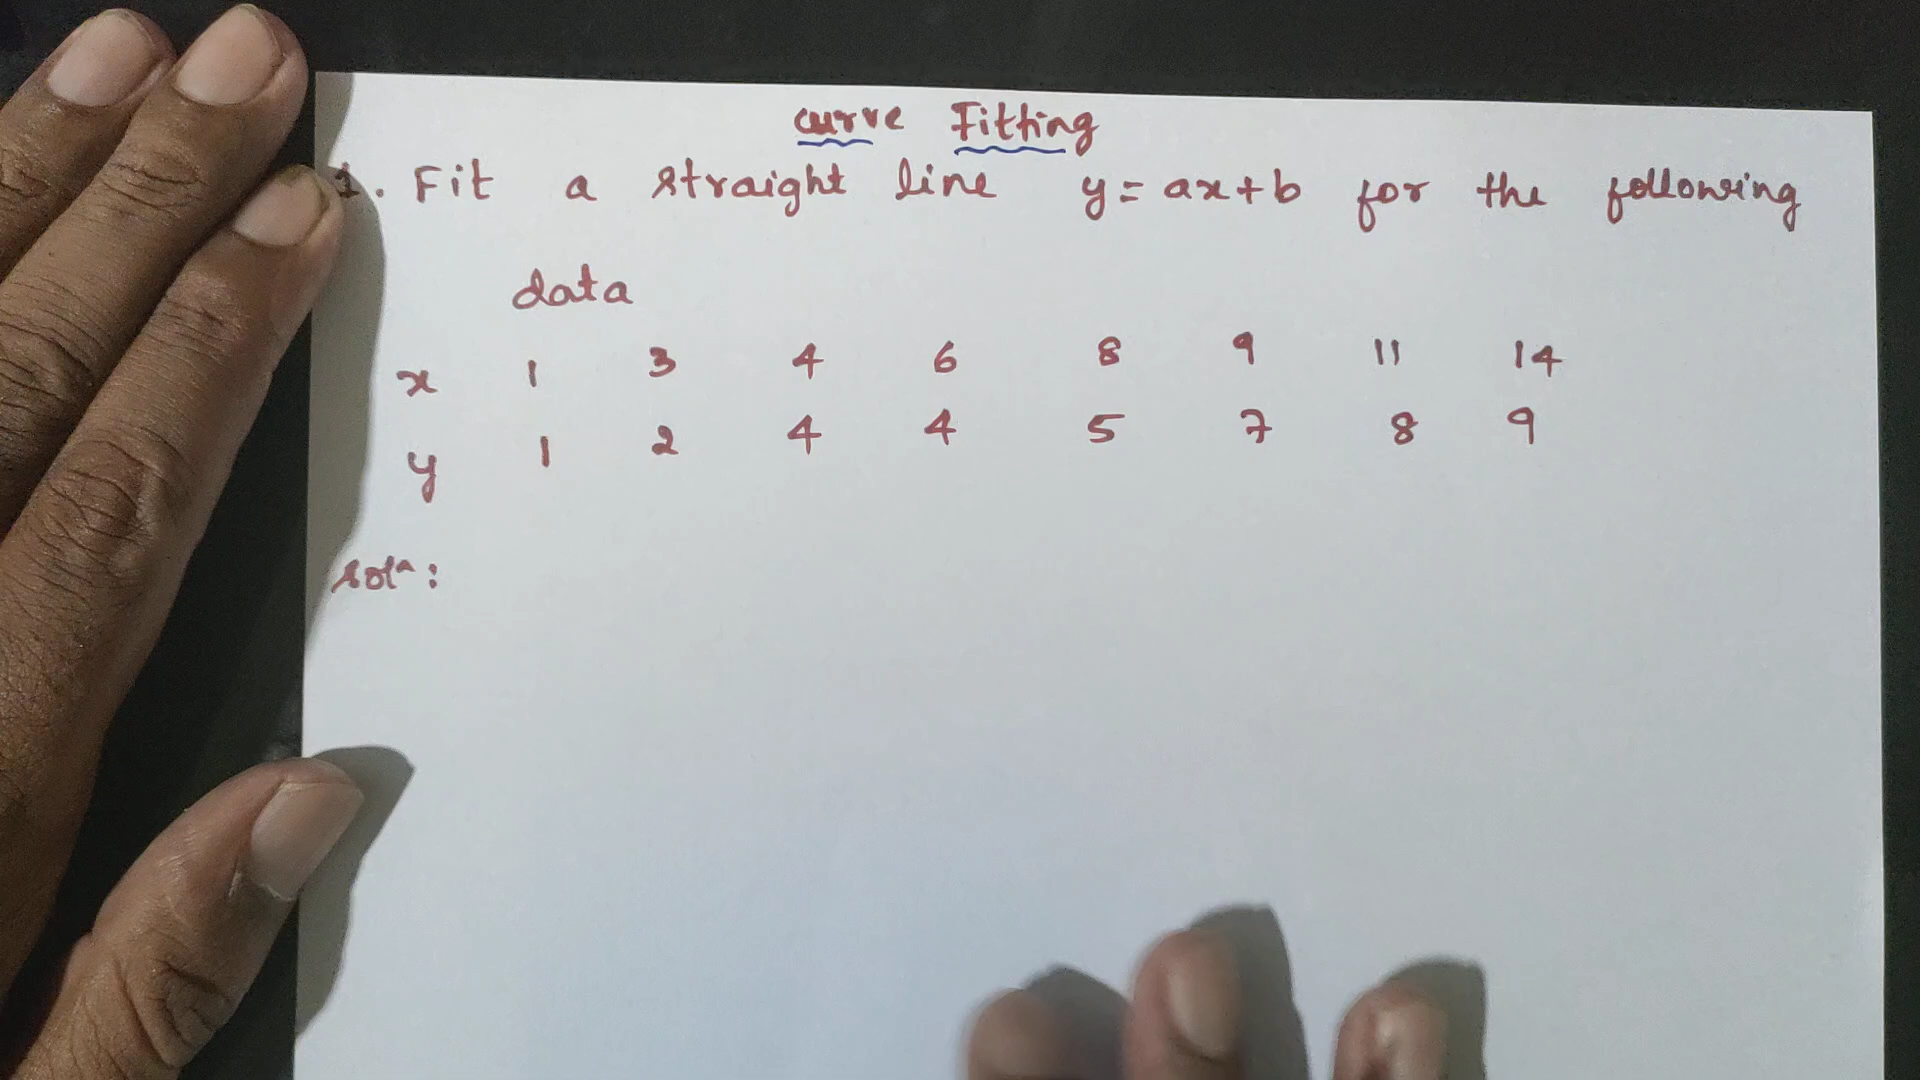 curve Fitting
1. Fit a straight line y = ax + b for the following
data
x 1 3 4 6 8 9 11 14
y 1 2 4 4 5 7 8 9
solⁿ: